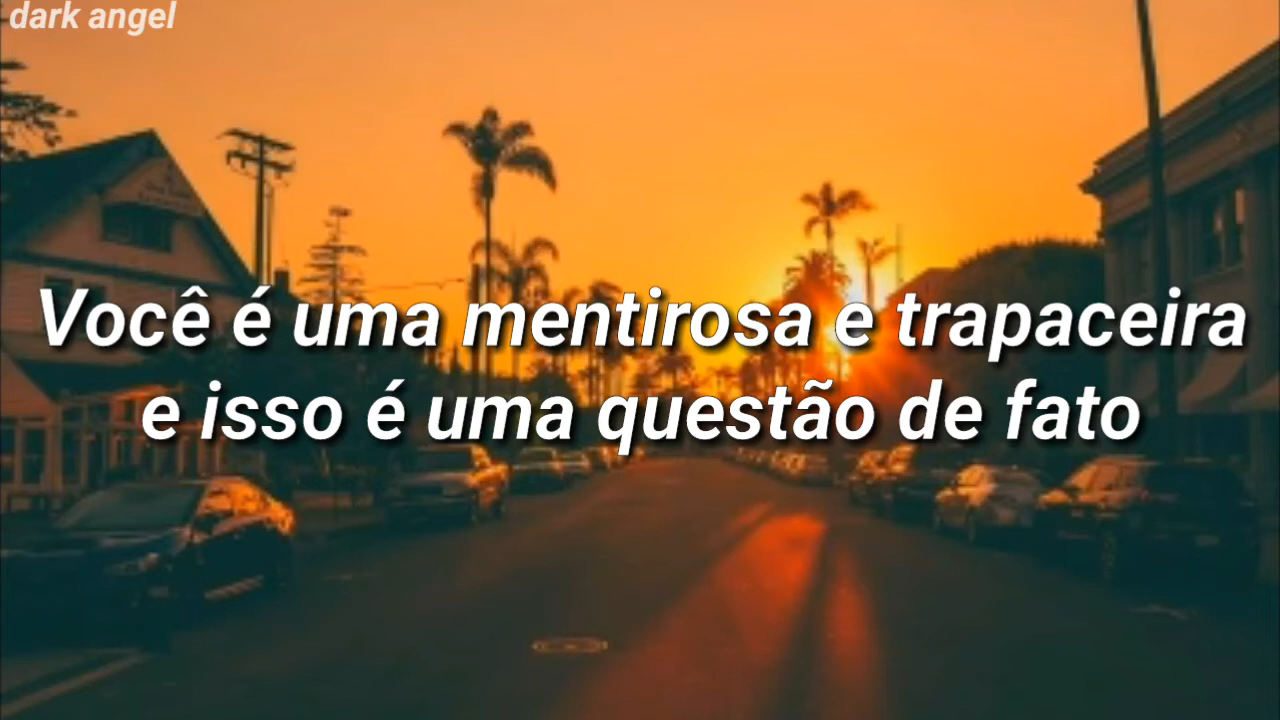 dark angel
Você é uma mentirosa e trapaceira
e isso é uma questão de fato